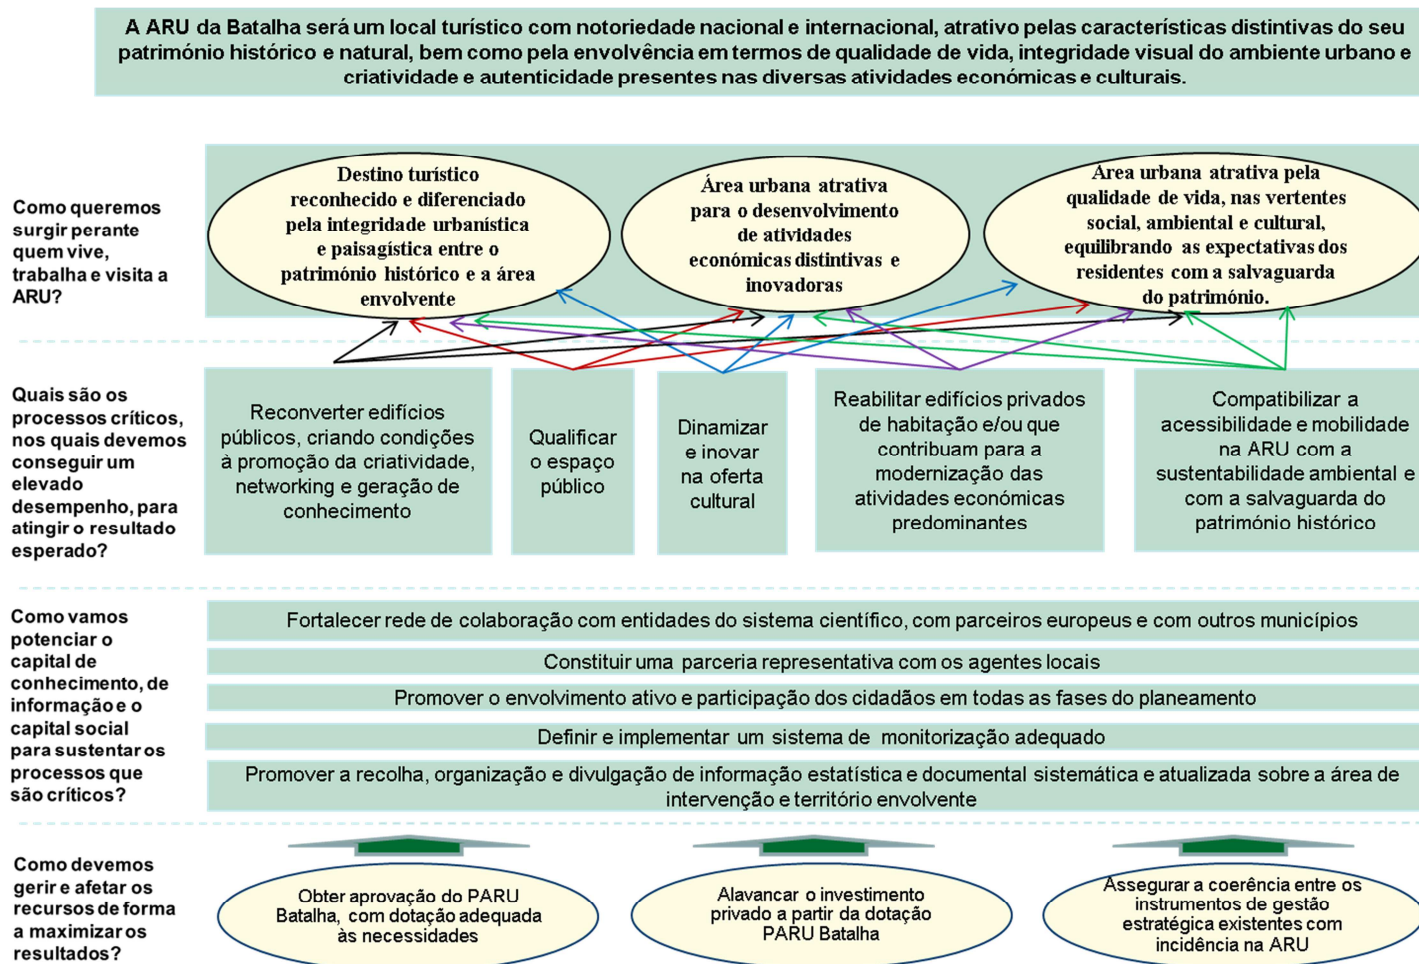 A ARU da Batalha será um local turístico com notoriedade nacional e internacional, atrativo pelas características distintivas do seu
património histórico e natural, bem como pela envolvência em termos de qualidade de vida, integridade visual do ambiente urbano e
criatividade e autenticidade presentes nas diversas atividades económicas e culturais.
Como queremos
surgir perante
quem vive,
trabalha e visita a
ARU?
Destino turístico
reconhecido e diferenciado
pela integridade urbanística
e paisagística entre o
património histórico e a área
envolvente
Área urbana atrativa
para o desenvolvimento
de atividades
económicas distintivas e
inovadoras
Área urbana atrativa pela
qualidade de vida, nas vertentes
social, ambiental e cultural,
equilibrando as expectativas dos
residentes com a salvaguarda
do património.
Quais são os
processos críticos,
nos quais devemos
conseguir um
elevado
desempenho, para
atingir o resultado
esperado?
Reconverter edifícios
públicos, criando condições
à promoção da criatividade,
networking e geração de
conhecimento
Qualificar
o espaço
público
Dinamizar
e inovar
na oferta
cultural
Reabilitar edifícios privados
de habitação e/ou que
contribuam para a
modernização das
atividades económicas
predominantes
Compatibilizar a
acessibilidade e mobilidade
na ARU com a
sustentabilidade ambiental e
com a salvaguarda do
património histórico
Como vamos
potenciar o
capital de
conhecimento, de
informação e o
capital social
para sustentar os
processos que
são críticos?
Fortalecer rede de colaboração com entidades do sistema científico, com parceiros europeus e com outros municípios
Constituir uma parceria representativa com os agentes locais
Promover o envolvimento ativo e participação dos cidadãos em todas as fases do planeamento
Definir e implementar um sistema de monitorização adequado
Promover a recolha, organização e divulgação de informação estatística e documental sistemática e atualizada sobre a área de
intervenção e território envolvente
Como devemos
gerir e afetar os
recursos de forma
a maximizar os
resultados?
Obter aprovação do PARU
Batalha, com dotação adequada
às necessidades
Alavancar o investimento
privado a partir da dotação
PARU Batalha
Assegurar a coerência entre os
instrumentos de gestão
estratégica existentes com
incidência na ARU